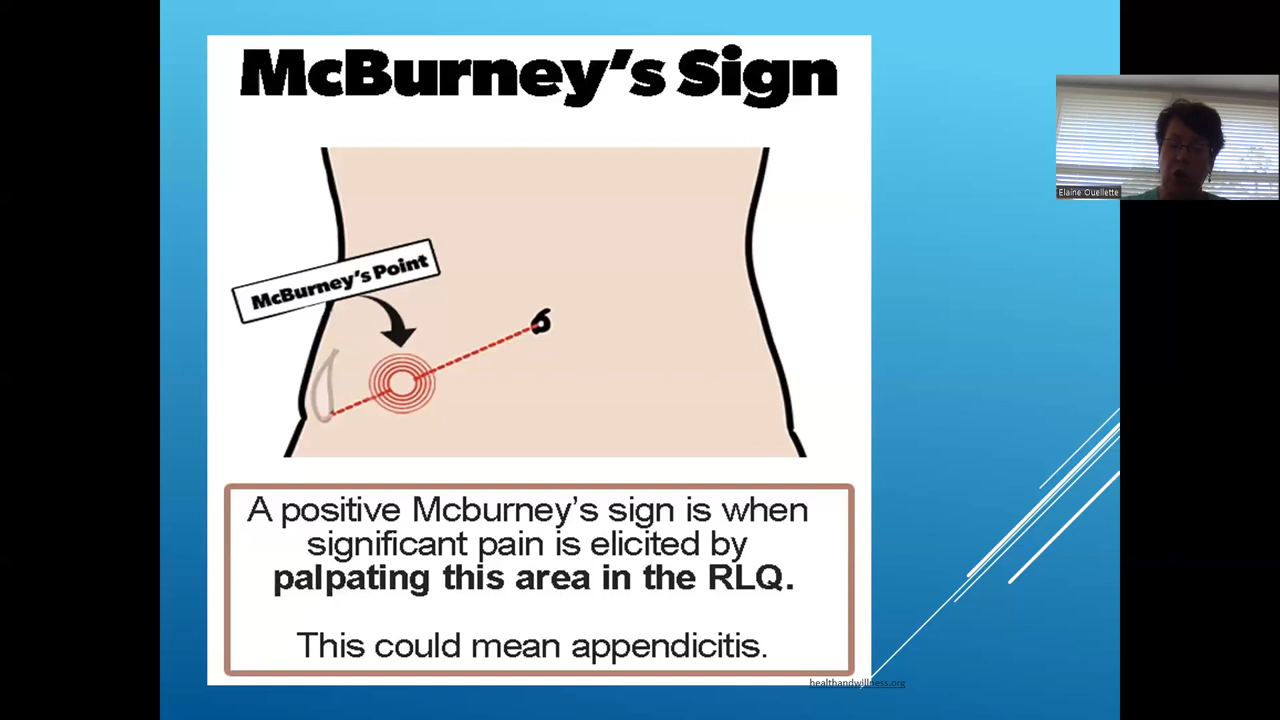 McBurney's Sign
McBurney's Point
A positive Mcburney's sign is when
significant pain is elicited by
palpating this area in the RLQ.
This could mean appendicitis.
healthandwillness.org
Elaine Ouellette